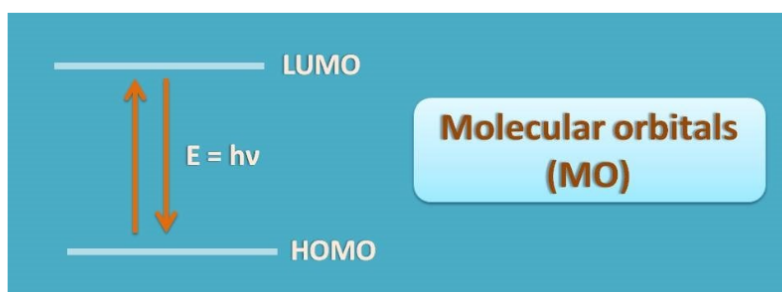 LUMO
E = hν
HOMO
Molecular orbitals
(MO)